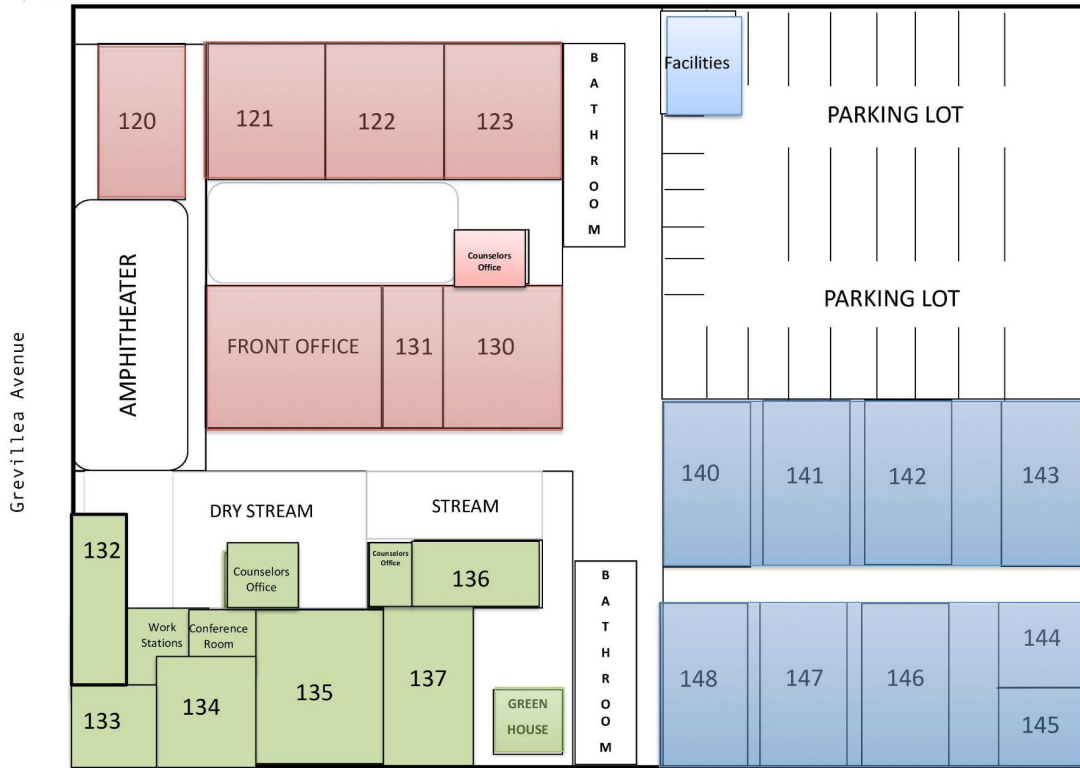 120
121
122
123
BATHROOM
Facilities
PARKING LOT
Counselors
Office
AMPHITHEATER
PARKING LOT
FRONT OFFICE
131
130
Grevillea Avenue
140
141
142
143
DRY STREAM
STREAM
132
Counselors
Office
Counselors
Office
136
BATHROOM
Work
Stations
Conference
Room
133
134
135
137
GREEN
HOUSE
148
147
146
144
145